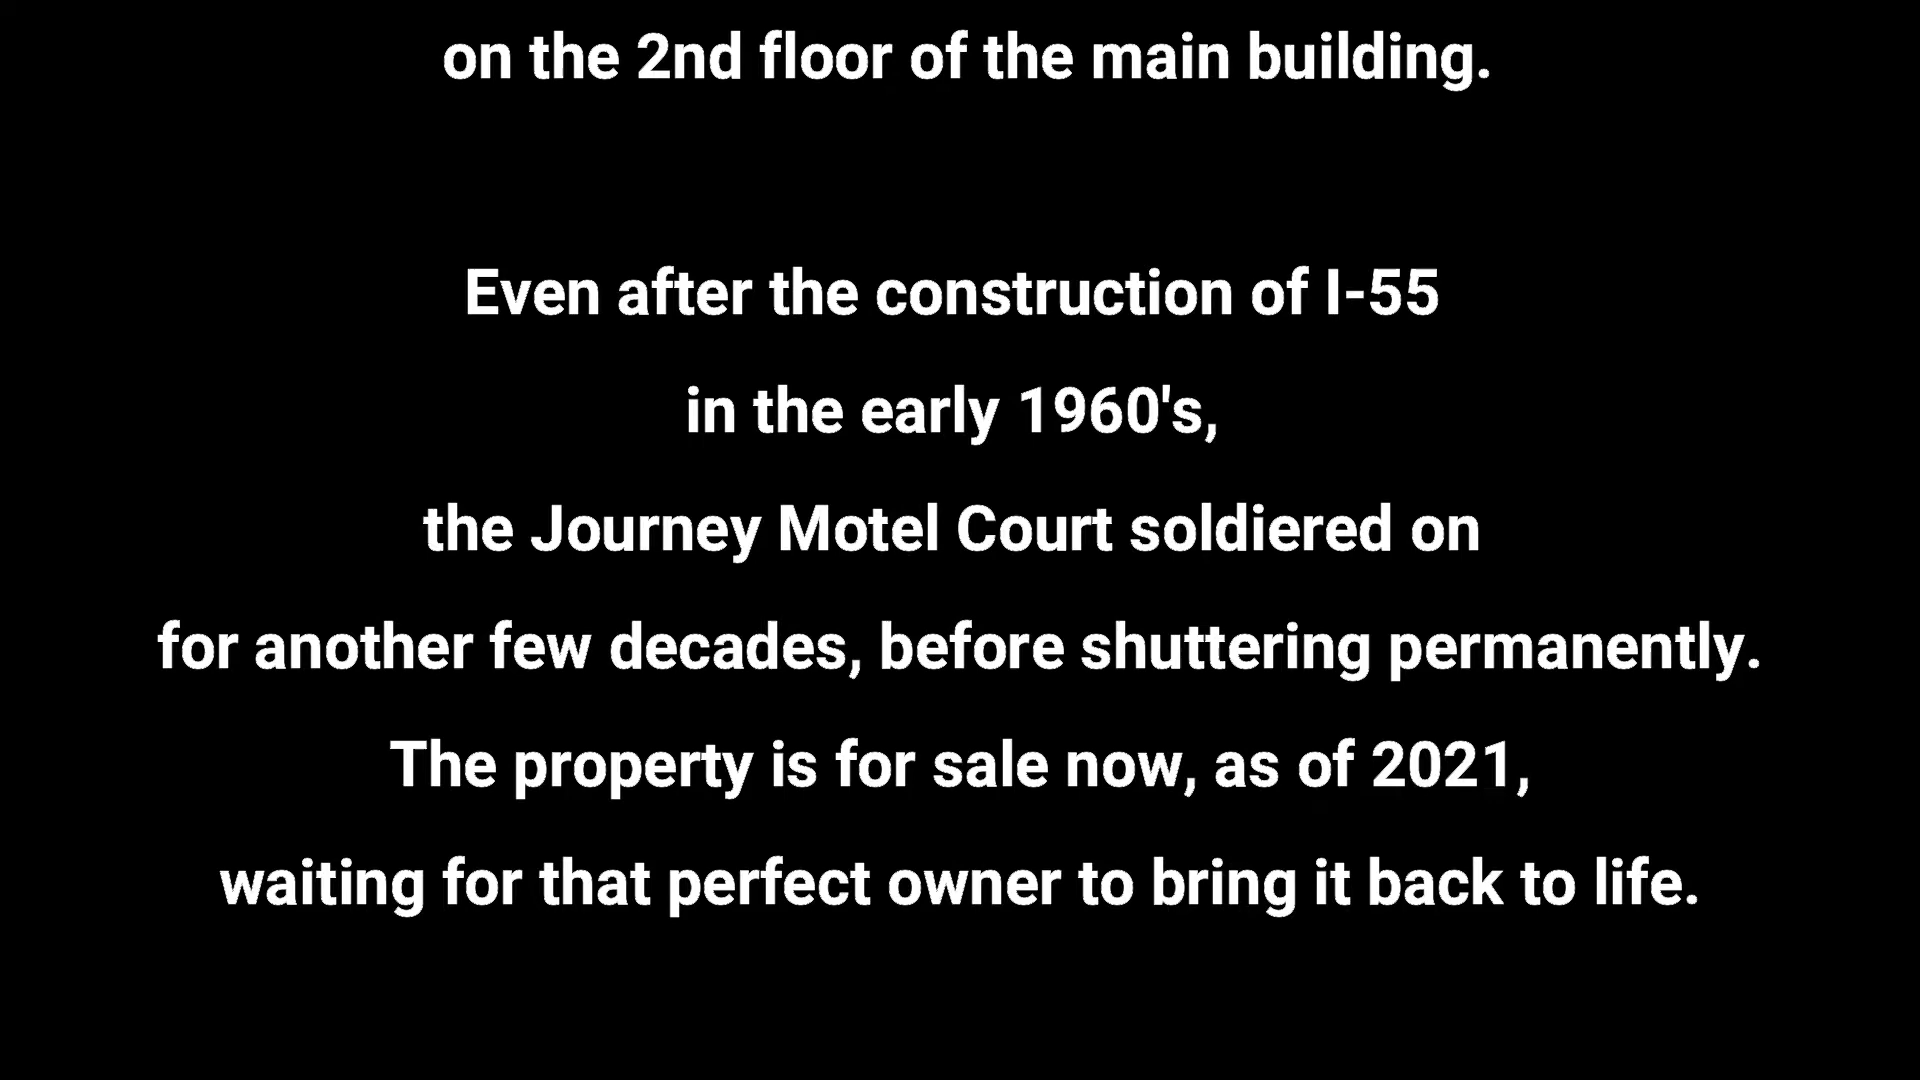 on the 2nd floor of the main building.
Even after the construction of I-55
in the early 1960's,
the Journey Motel Court soldiered on
for another few decades, before shuttering permanently.
The property is for sale now, as of 2021,
waiting for that perfect owner to bring it back to life.